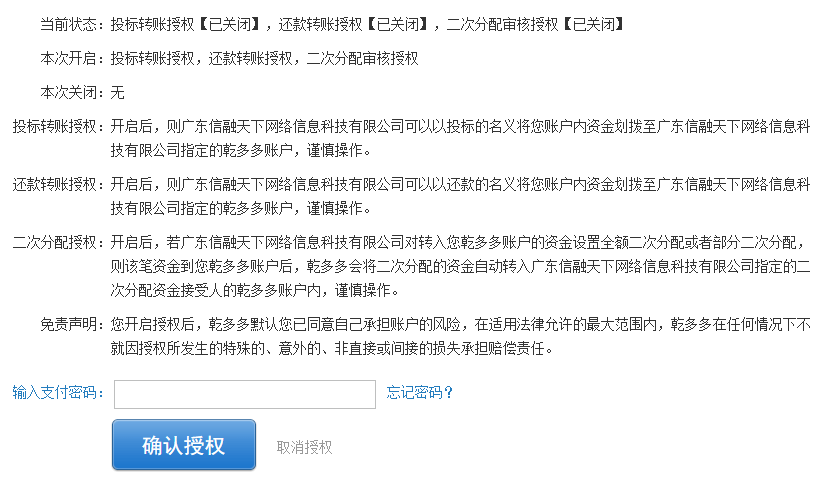 当前状态：投标转账授权【已关闭】，还款转账授权【已关闭】，二次分配审核授权【已关闭】
本次开启：投标转账授权，还款转账授权，二次分配审核授权
本次关闭：无
投标转账授权：开启后，则广东信融天下网络信息科技有限公司可以以投标的名义将您账户内资金划拨至广东信融天下网络信息科
技有限公司指定的乾多多账户，谨慎操作。
还款转账授权：开启后，则广东信融天下网络信息科技有限公司可以以还款的名义将您账户内资金划拨至广东信融天下网络信息科
技有限公司指定的乾多多账户，谨慎操作。
二次分配授权：开启后，若广东信融天下网络信息科技有限公司对转入您乾多多账户的资金设置全额二次分配或者部分二次分配，
则该笔资金到您乾多多账户后，乾多多会将二次分配的资金自动转入广东信融天下网络信息科技有限公司指定的二
次分配资金接受人的乾多多账户内，谨慎操作。
免责声明：您开启授权后，乾多多默认您已同意自己承担账户的风险，在适用法律允许的最大范围内，乾多多在任何情况下不
就因授权所发生的特殊的、意外的、非直接或间接的损失承担赔偿责任。
输入支付密码： 忘记密码？
确认授权 取消授权